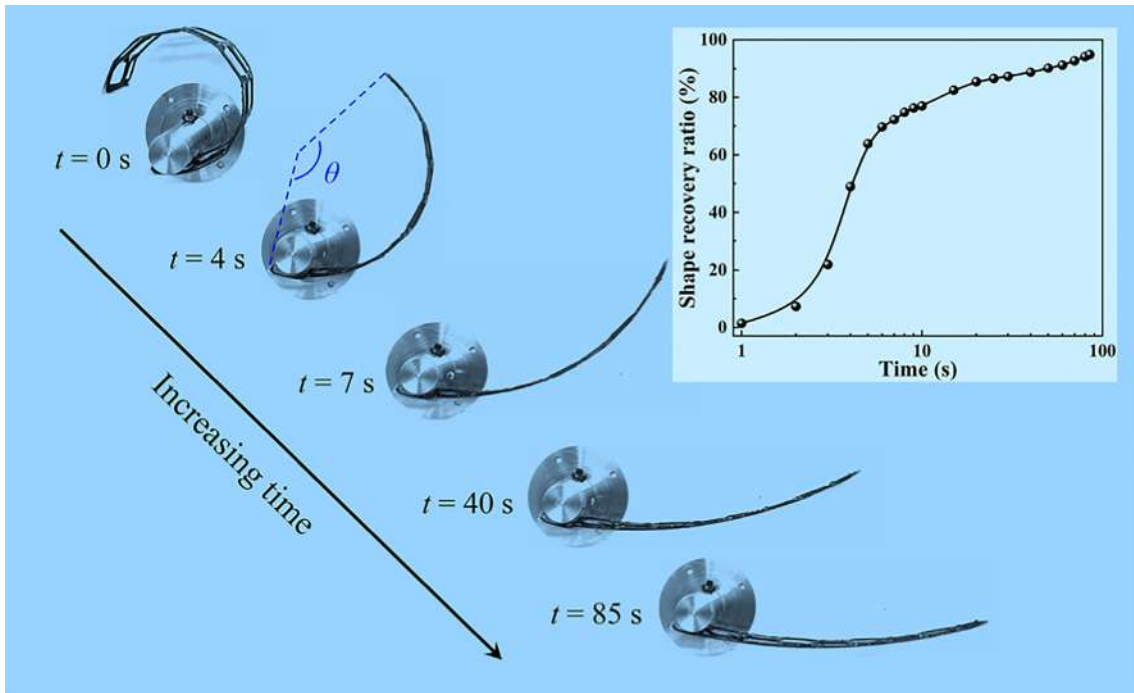 t = 0 s
θ
t = 4 s
t = 7 s
t = 40 s
t = 85 s
Increasing time
Shape recovery ratio (%)
100
80
60
40
20
0
1
10
100
Time (s)